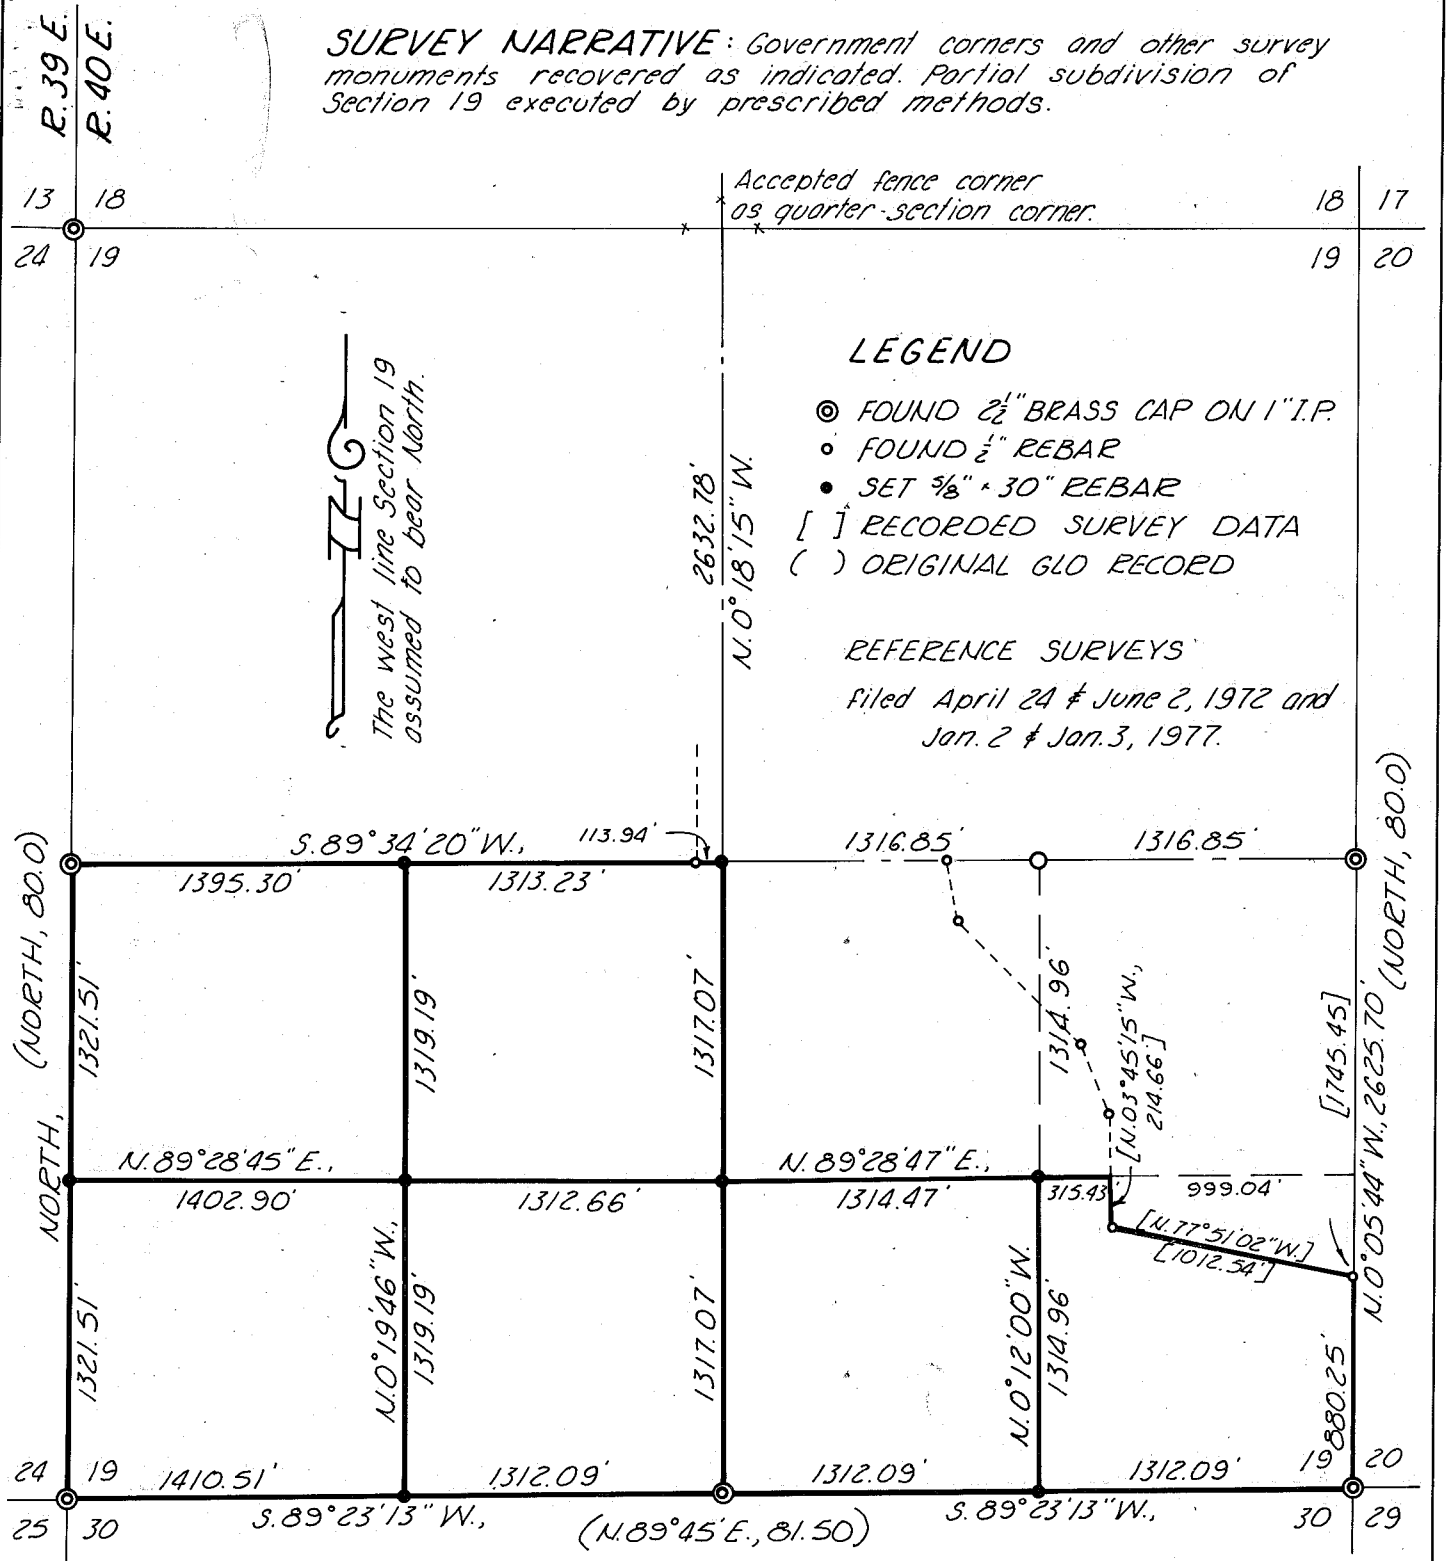 R. 39 E.
R. 40 E.
SURVEY NARRATIVE: Government corners and other survey
monuments recovered as indicated. Partial subdivision of
Section 19 executed by prescribed methods.
13 18
24 19
Accepted fence corner
as quarter-section corner.
18 17
19 20
The west line Section 19
assumed to bear North.
2632.78'
N.0°18'15" W.
LEGEND
FOUND 2½" BRASS CAP ON 1" I.P.
FOUND ½" REBAR
SET 5/8" x 30" REBAR
[ ] RECORDED SURVEY DATA
( ) ORIGINAL GLO RECORD
REFERENCE SURVEYS
filed April 24 & June 2, 1972 and
Jan. 2 & Jan. 3, 1977.
S.89°34'20"W., 113.94'
1395.30' 1313.23'
1316.85' 1316.85'
NORTH, (NORTH, 80.0)
1321.51'
1319.19'
1317.07'
1314.96'
[N.03°45'15"W.,
214.66']
[1745.45]
N.0°05'44"W., 2625.70' (NORTH, 80.0)
N.89°28'45"E., N.89°28'47"E.,
1402.90' 1312.66' 1314.47' 315.43' 999.04'
[N.77°51'02"W.]
[1012.54']
1321.51'
N.0°19'46"W.,
1319.19'
1317.07'
N.0°12'00"W.
1314.96'
880.25'
24 19 1410.51' 1312.09' 1312.09' 1312.09' 19 20
25 30 S.89°23'13"W., (N.89°45'E., 81.50) S.89°23'13"W., 30 29